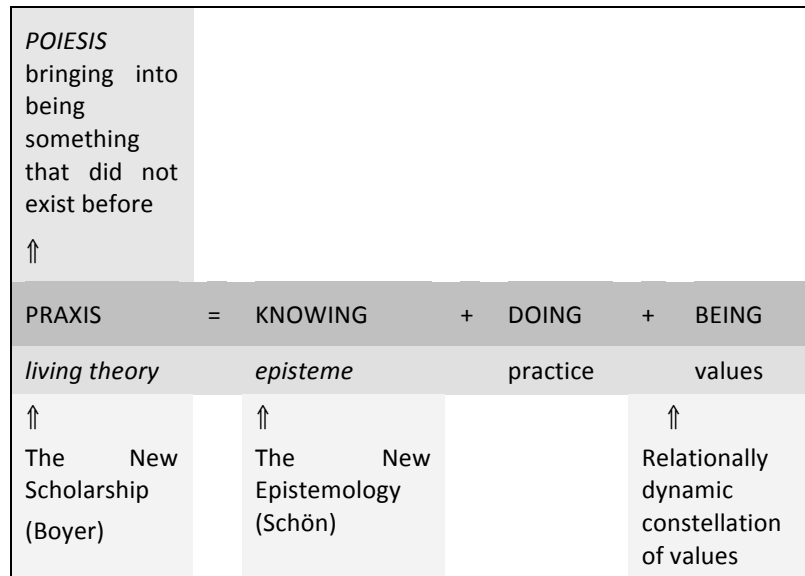 POIESIS
bringing into
being
something
that did not
exist before
⇑
PRAXIS = KNOWING + DOING + BEING
living theory episteme practice values
⇑ ⇑ ⇑
The New
Scholarship
(Boyer)
The New
Epistemology
(Schön)
Relationally
dynamic
constellation
of values